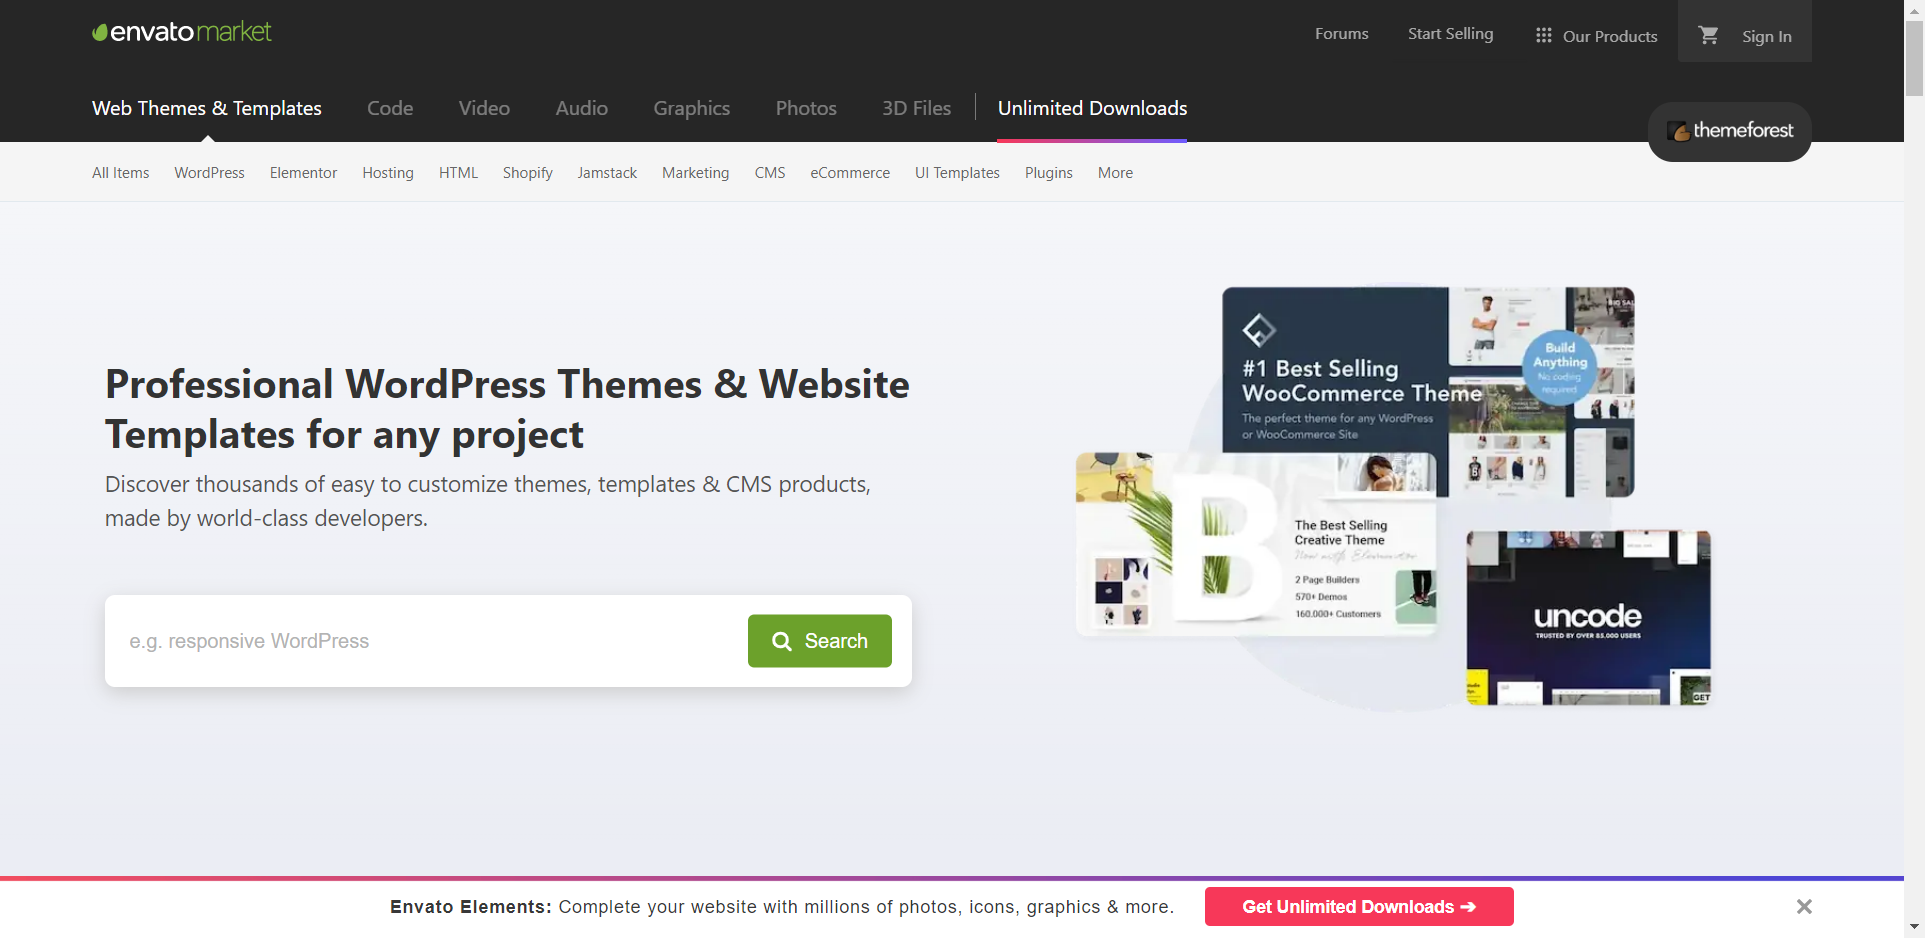 envato market
Forums
Start Selling
Our Products
Sign In
Web Themes & Templates
Code
Video
Audio
Graphics
Photos
3D Files
Unlimited Downloads
themeforest
All Items
WordPress
Elementor
Hosting
HTML
Shopify
Jamstack
Marketing
CMS
eCommerce
UI Templates
Plugins
More
Professional WordPress Themes & Website
Templates for any project
Discover thousands of easy to customize themes, templates & CMS products,
made by world-class developers.
e.g. responsive WordPress
Search
#1 Best Selling
WooCommerce Theme
The perfect theme for any WordPress
or WooCommerce Site
Build
Anything
No coding
required
B
The Best Selling
Creative Theme
Now with Elementor
2 Page Builders
570+ Demos
160.000+ Customers
uncode
TRUSTED BY OVER 85.000 USERS
GET
Envato Elements: Complete your website with millions of photos, icons, graphics & more.
Get Unlimited Downloads ➔